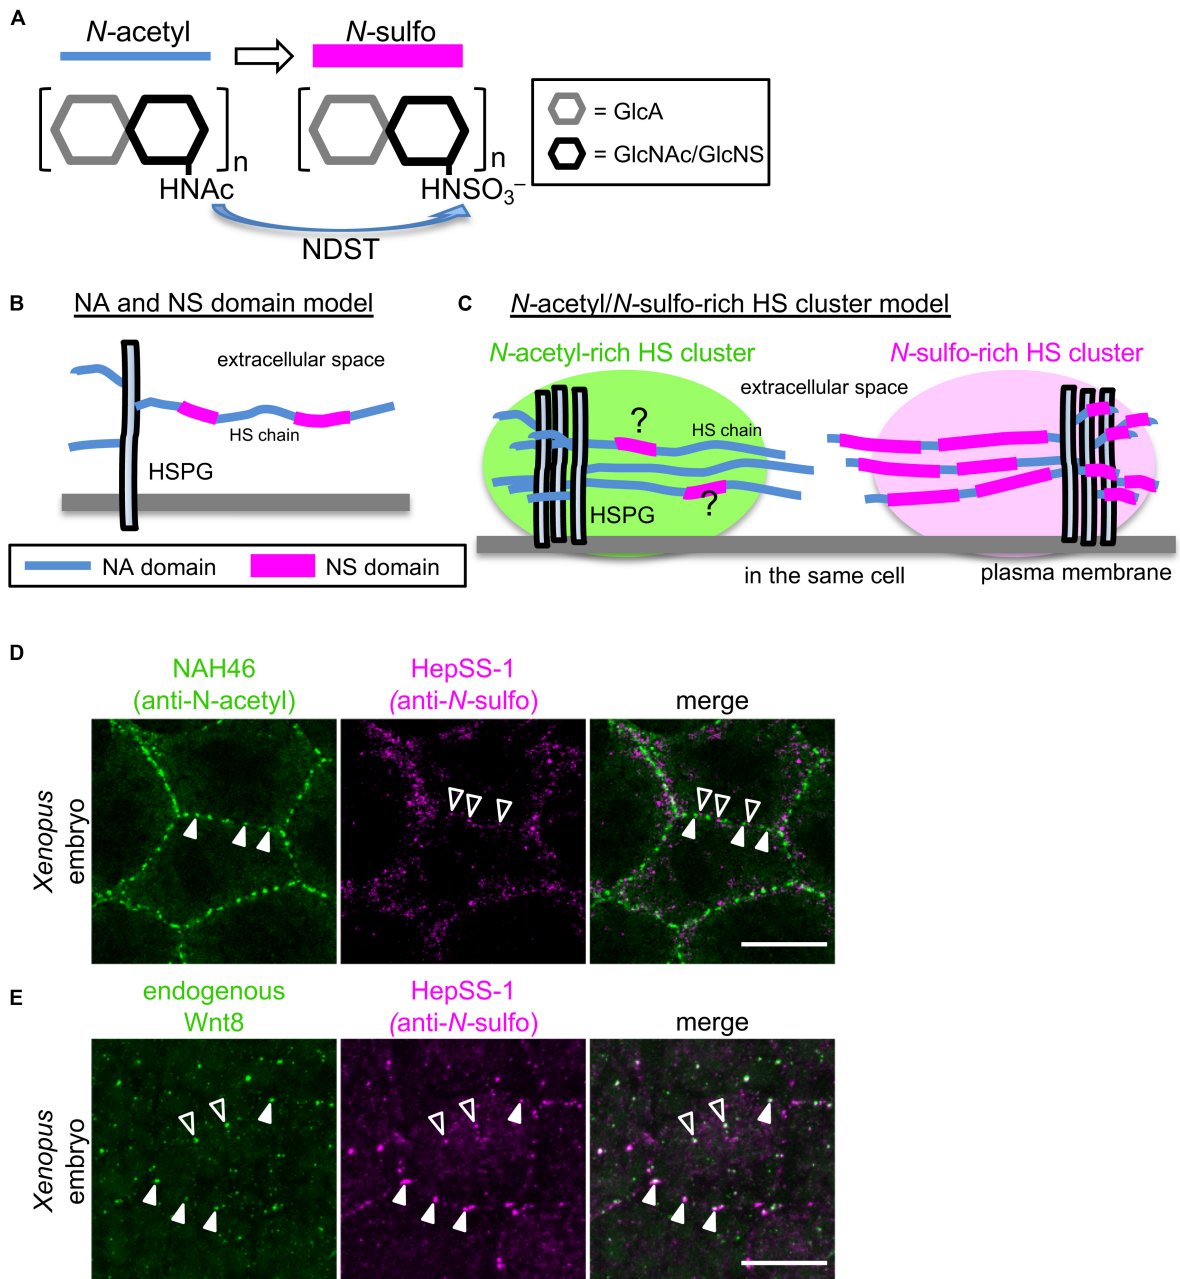 A
N-acetyl
N-sulfo
n
n
HNAc
HNSO₃⁻
NDST
= GlcA
= GlcNAc/GlcNS
B
NA and NS domain model
extracellular space
HS chain
HSPG
NA domain
NS domain
C
N-acetyl/N-sulfo-rich HS cluster model
N-acetyl-rich HS cluster
N-sulfo-rich HS cluster
extracellular space
?
HS chain
?
HSPG
in the same cell
plasma membrane
D
NAH46
(anti-N-acetyl)
HepSS-1
(anti-N-sulfo)
merge
Xenopus
embryo
E
endogenous
Wnt8
HepSS-1
(anti-N-sulfo)
merge
Xenopus
embryo